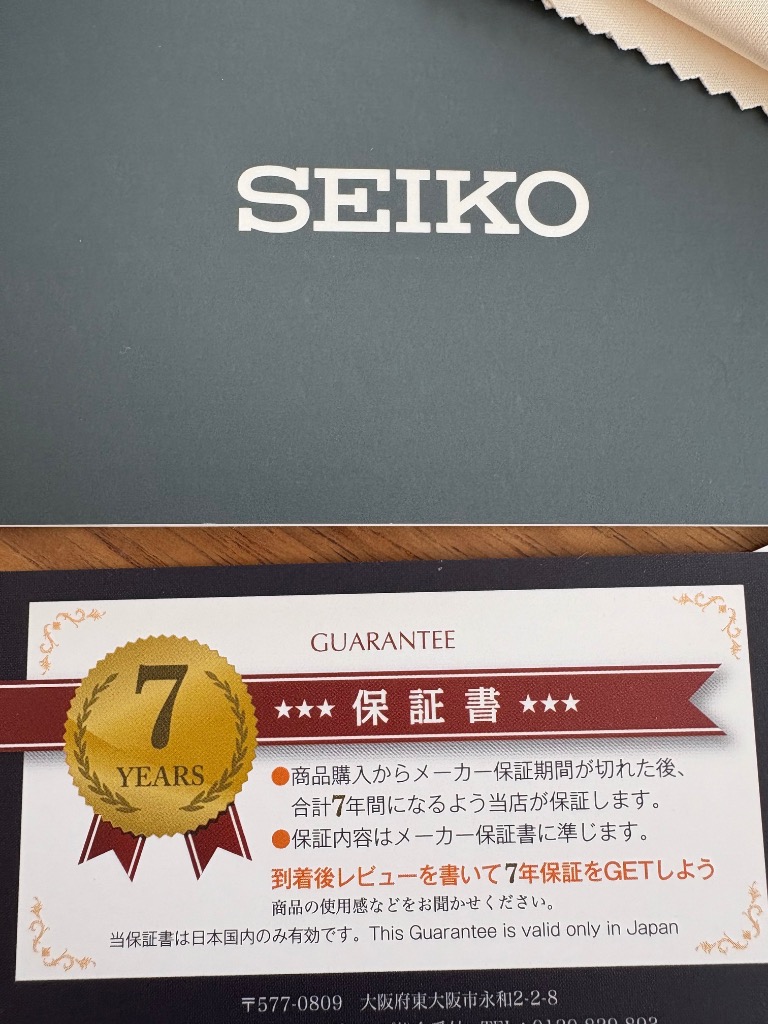 SEIKO
GUARANTEE
7
YEARS
★★★ 保証書 ★★★
●商品購入からメーカー保証期間が切れた後、
合計7年間になるよう当店が保証します。
●保証内容はメーカー保証書に準じます。
到着後レビューを書いて7年保証をGETしよう
商品の使用感などをお聞かせください。
当保証書は日本国内のみ有効です。This Guarantee is valid only in Japan
〒577-0809 大阪府東大阪市永和2-2-8